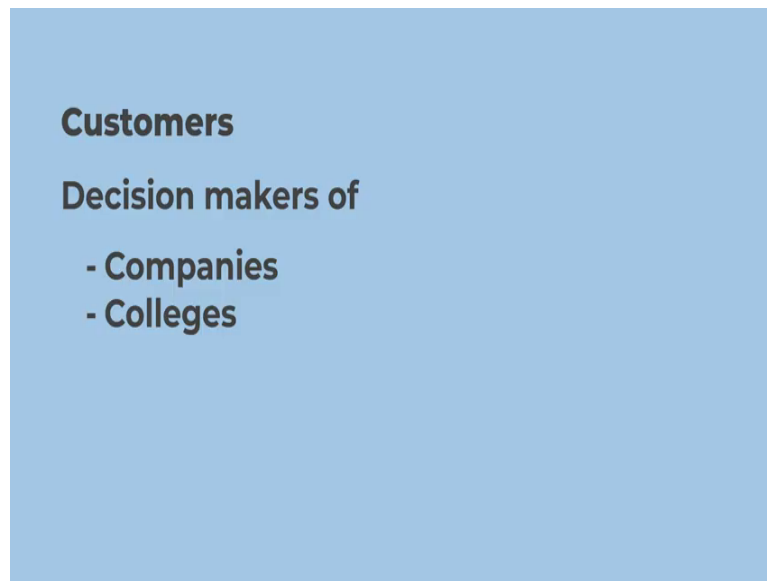 Customers
Decision makers of
- Companies
- Colleges